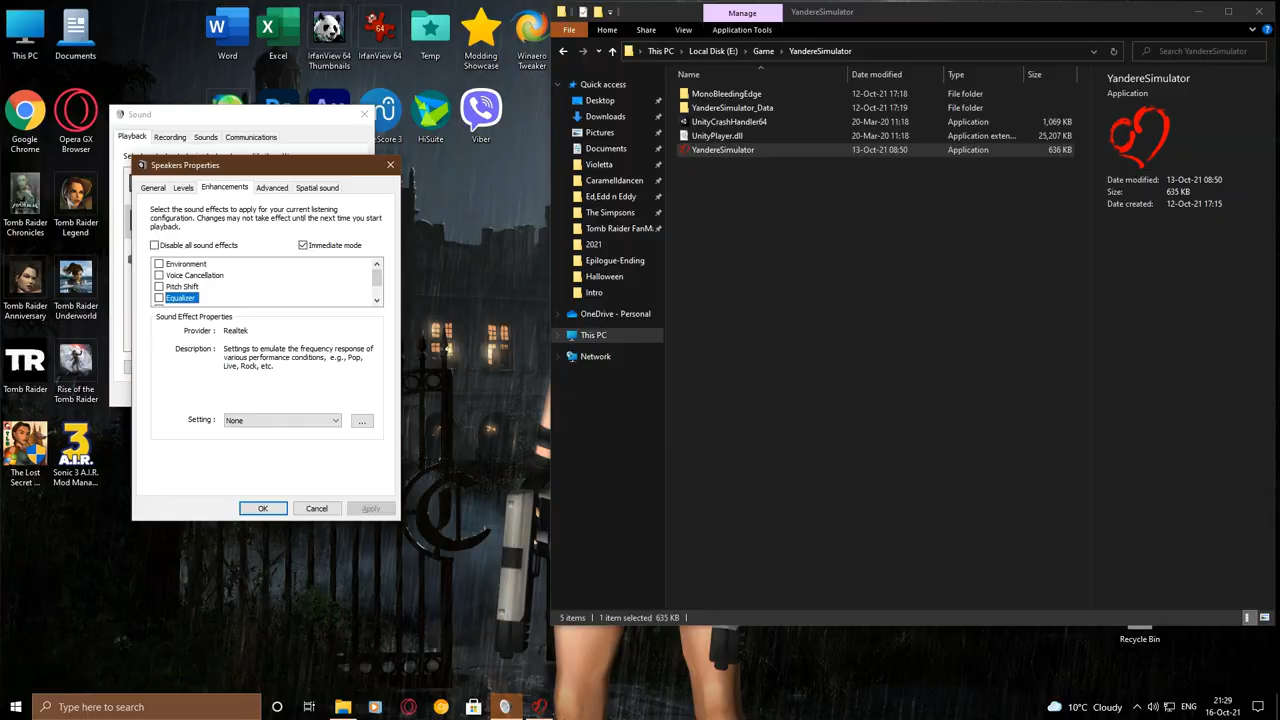 This PC
Documents
Word
Excel
IrfanView 64
Thumbnails
64
IrfanView 64
Temp
Modding
Showcase
Winaero
Tweaker
Google
Chrome
Opera GX
Browser
HiSuite
Viber
Tomb Raider
Chronicles
Tomb Raider
Legend
Tomb Raider
Anniversary
Tomb Raider
Underworld
TR
Tomb Raider
Rise of the
Tomb Raider
The Lost
Secret ...
3
A.I.R.
Sonic 3 A.I.R.
Mod Mana...
Sound
Playback
Recording
Sounds
Communications
Speakers Properties
General
Levels
Enhancements
Advanced
Spatial sound
Select the sound effects to apply for your current listening
configuration. Changes may not take effect until the next time you start
playback.
Disable all sound effects
Immediate mode
Environment
Voice Cancellation
Pitch Shift
Equalizer
Sound Effect Properties
Provider : Realtek
Description : Settings to emulate the frequency response of
various performance conditions, e.g., Pop,
Live, Rock, etc.
Setting : None
...
OK
Cancel
Apply
Manage
YandereSimulator
File
Home
Share
View
Application Tools
This PC > Local Disk (E:) > Game > YandereSimulator
Search YandereSimulator
Name Date modified Type Size
MonoBleedingEdge 12-Oct-21 17:18 File folder
YandereSimulator_Data 12-Oct-21 17:19 File folder
UnityCrashHandler64 20-Mar-20 11:18 Application 1,069 KB
UnityPlayer.dll 20-Mar-20 11:18 Application exten... 25,207 KB
YandereSimulator 13-Oct-21 08:50 Application 636 KB
Quick access
Desktop
Downloads
Pictures
Documents
Violetta
Caramelldancen
Ed,Edd n Eddy
The Simpsons
Tomb Raider FanM
2021
Epilogue-Ending
Halloween
Intro
OneDrive - Personal
This PC
Network
YandereSimulator
Application
Date modified: 13-Oct-21 08:50
Size: 635 KB
Date created: 12-Oct-21 17:15
5 items
1 item selected 635 KB
Recycle Bin
Type here to search
10°C Cloudy
ENG
21:29
16-Oct-21